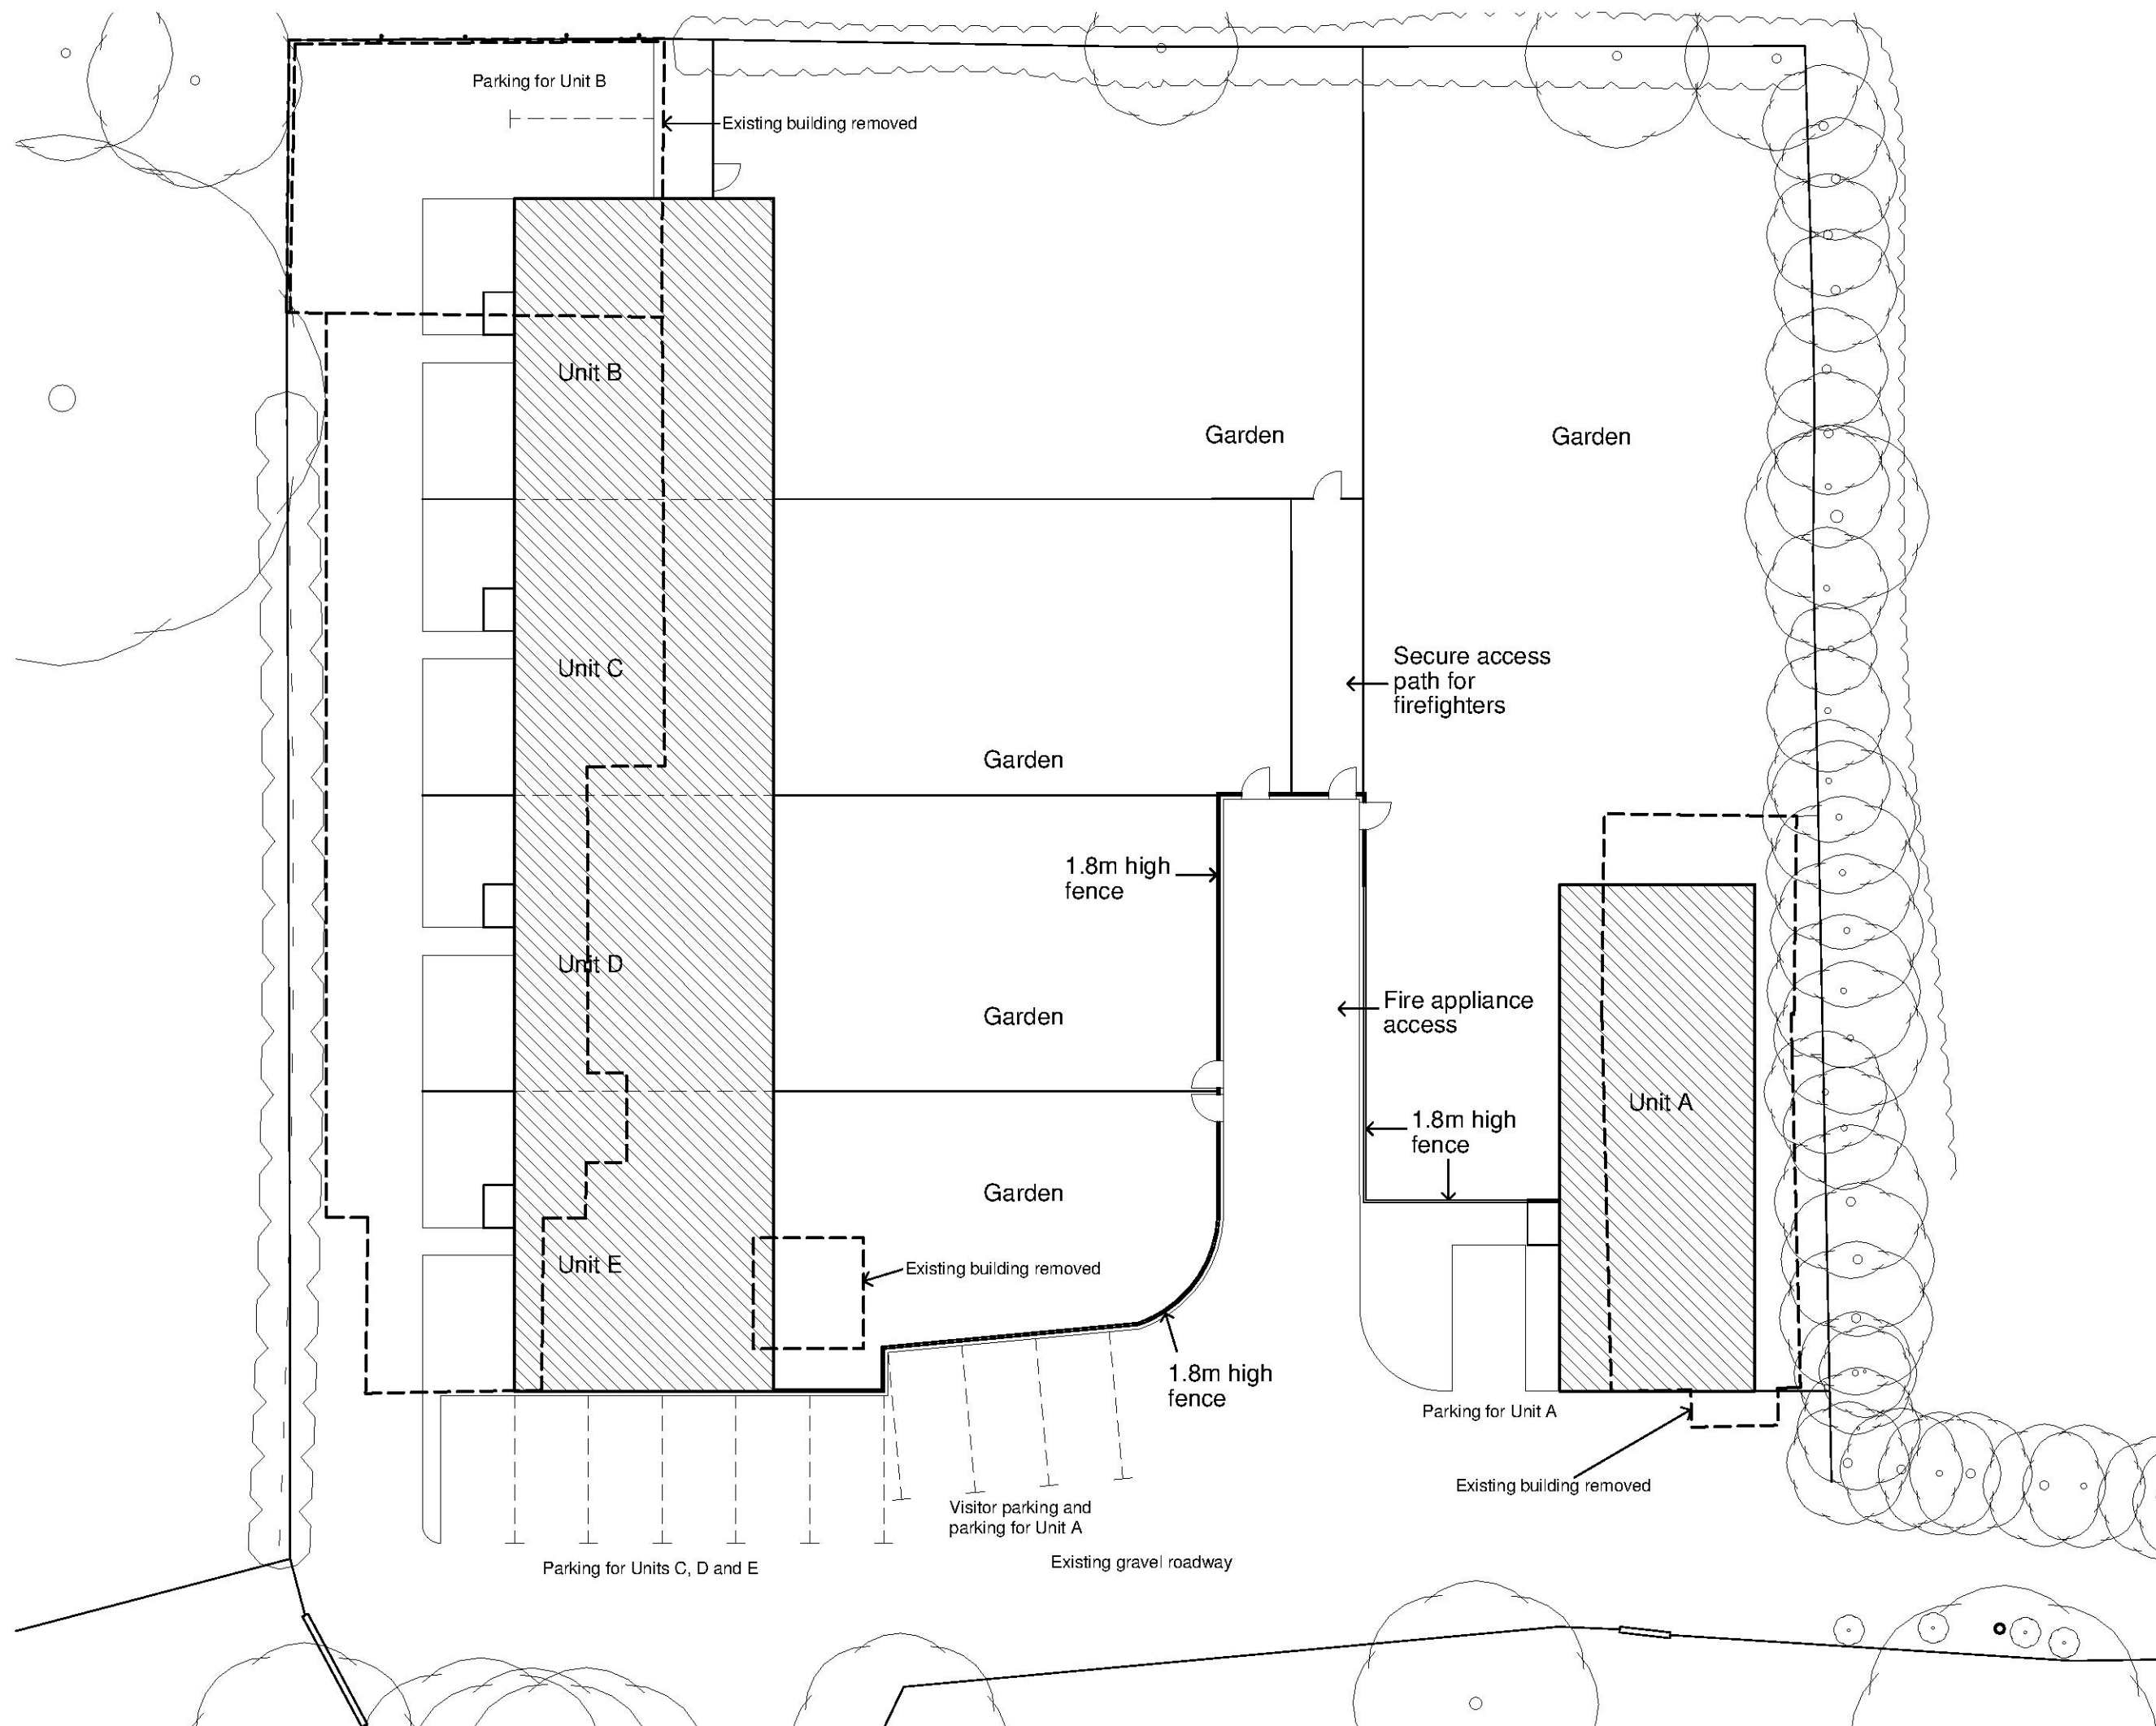 Parking for Unit B
Existing building removed
Unit B
Garden
Garden
Unit C
Secure access
path for
firefighters
Garden
1.8m high
fence
Unit D
Garden
Fire appliance
access
Unit A
1.8m high
fence
Garden
Unit E
Existing building removed
1.8m high
fence
Parking for Unit A
Existing building removed
Visitor parking and
parking for Unit A
Existing gravel roadway
Parking for Units C, D and E